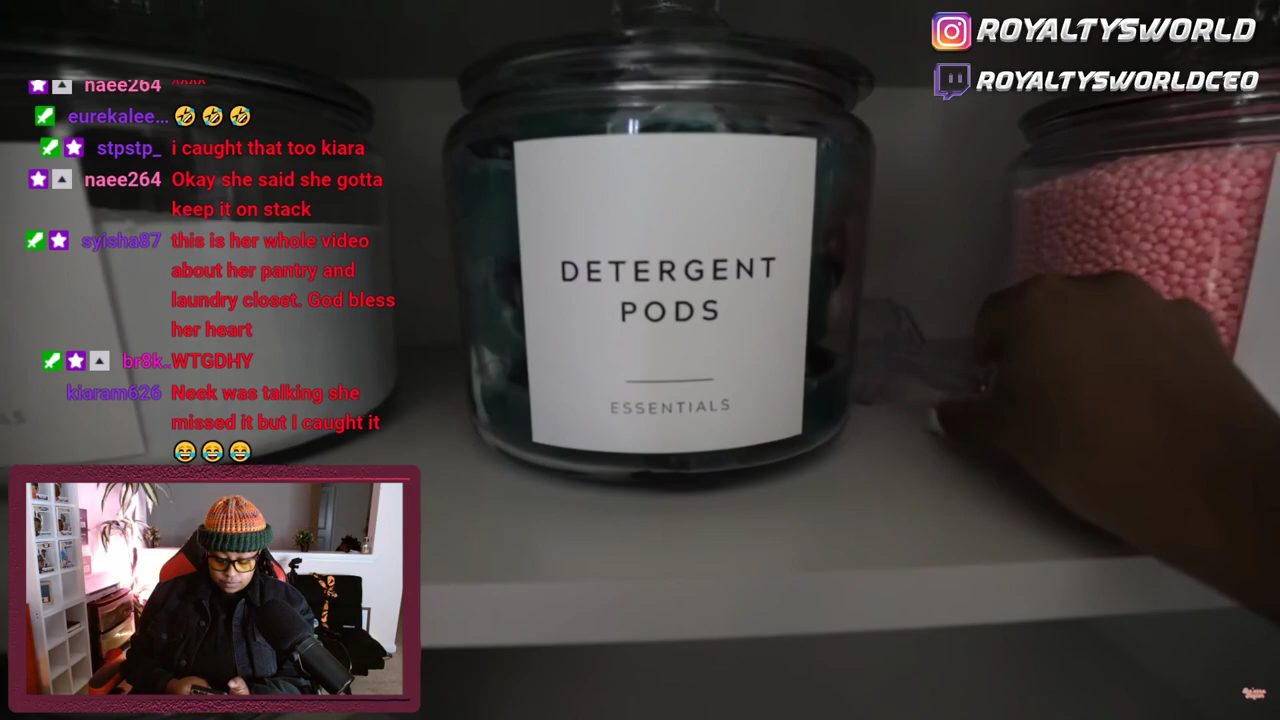 ROYALTYSWORLD
ROYALTYSWORLDCEO
naee264 ^^^^
eurekalee... 🤣 🤣 🤣
stpstp_ i caught that too kiara
naee264 Okay she said she gotta
keep it on stack
syisha87 this is her whole video
about her pantry and
laundry closet. God bless
her heart
br8k.. WTGDHY
kiaram626 Neek was talking she
missed it but I caught it
😂 😂 😂
DETERGENT
PODS
ESSENTIALS